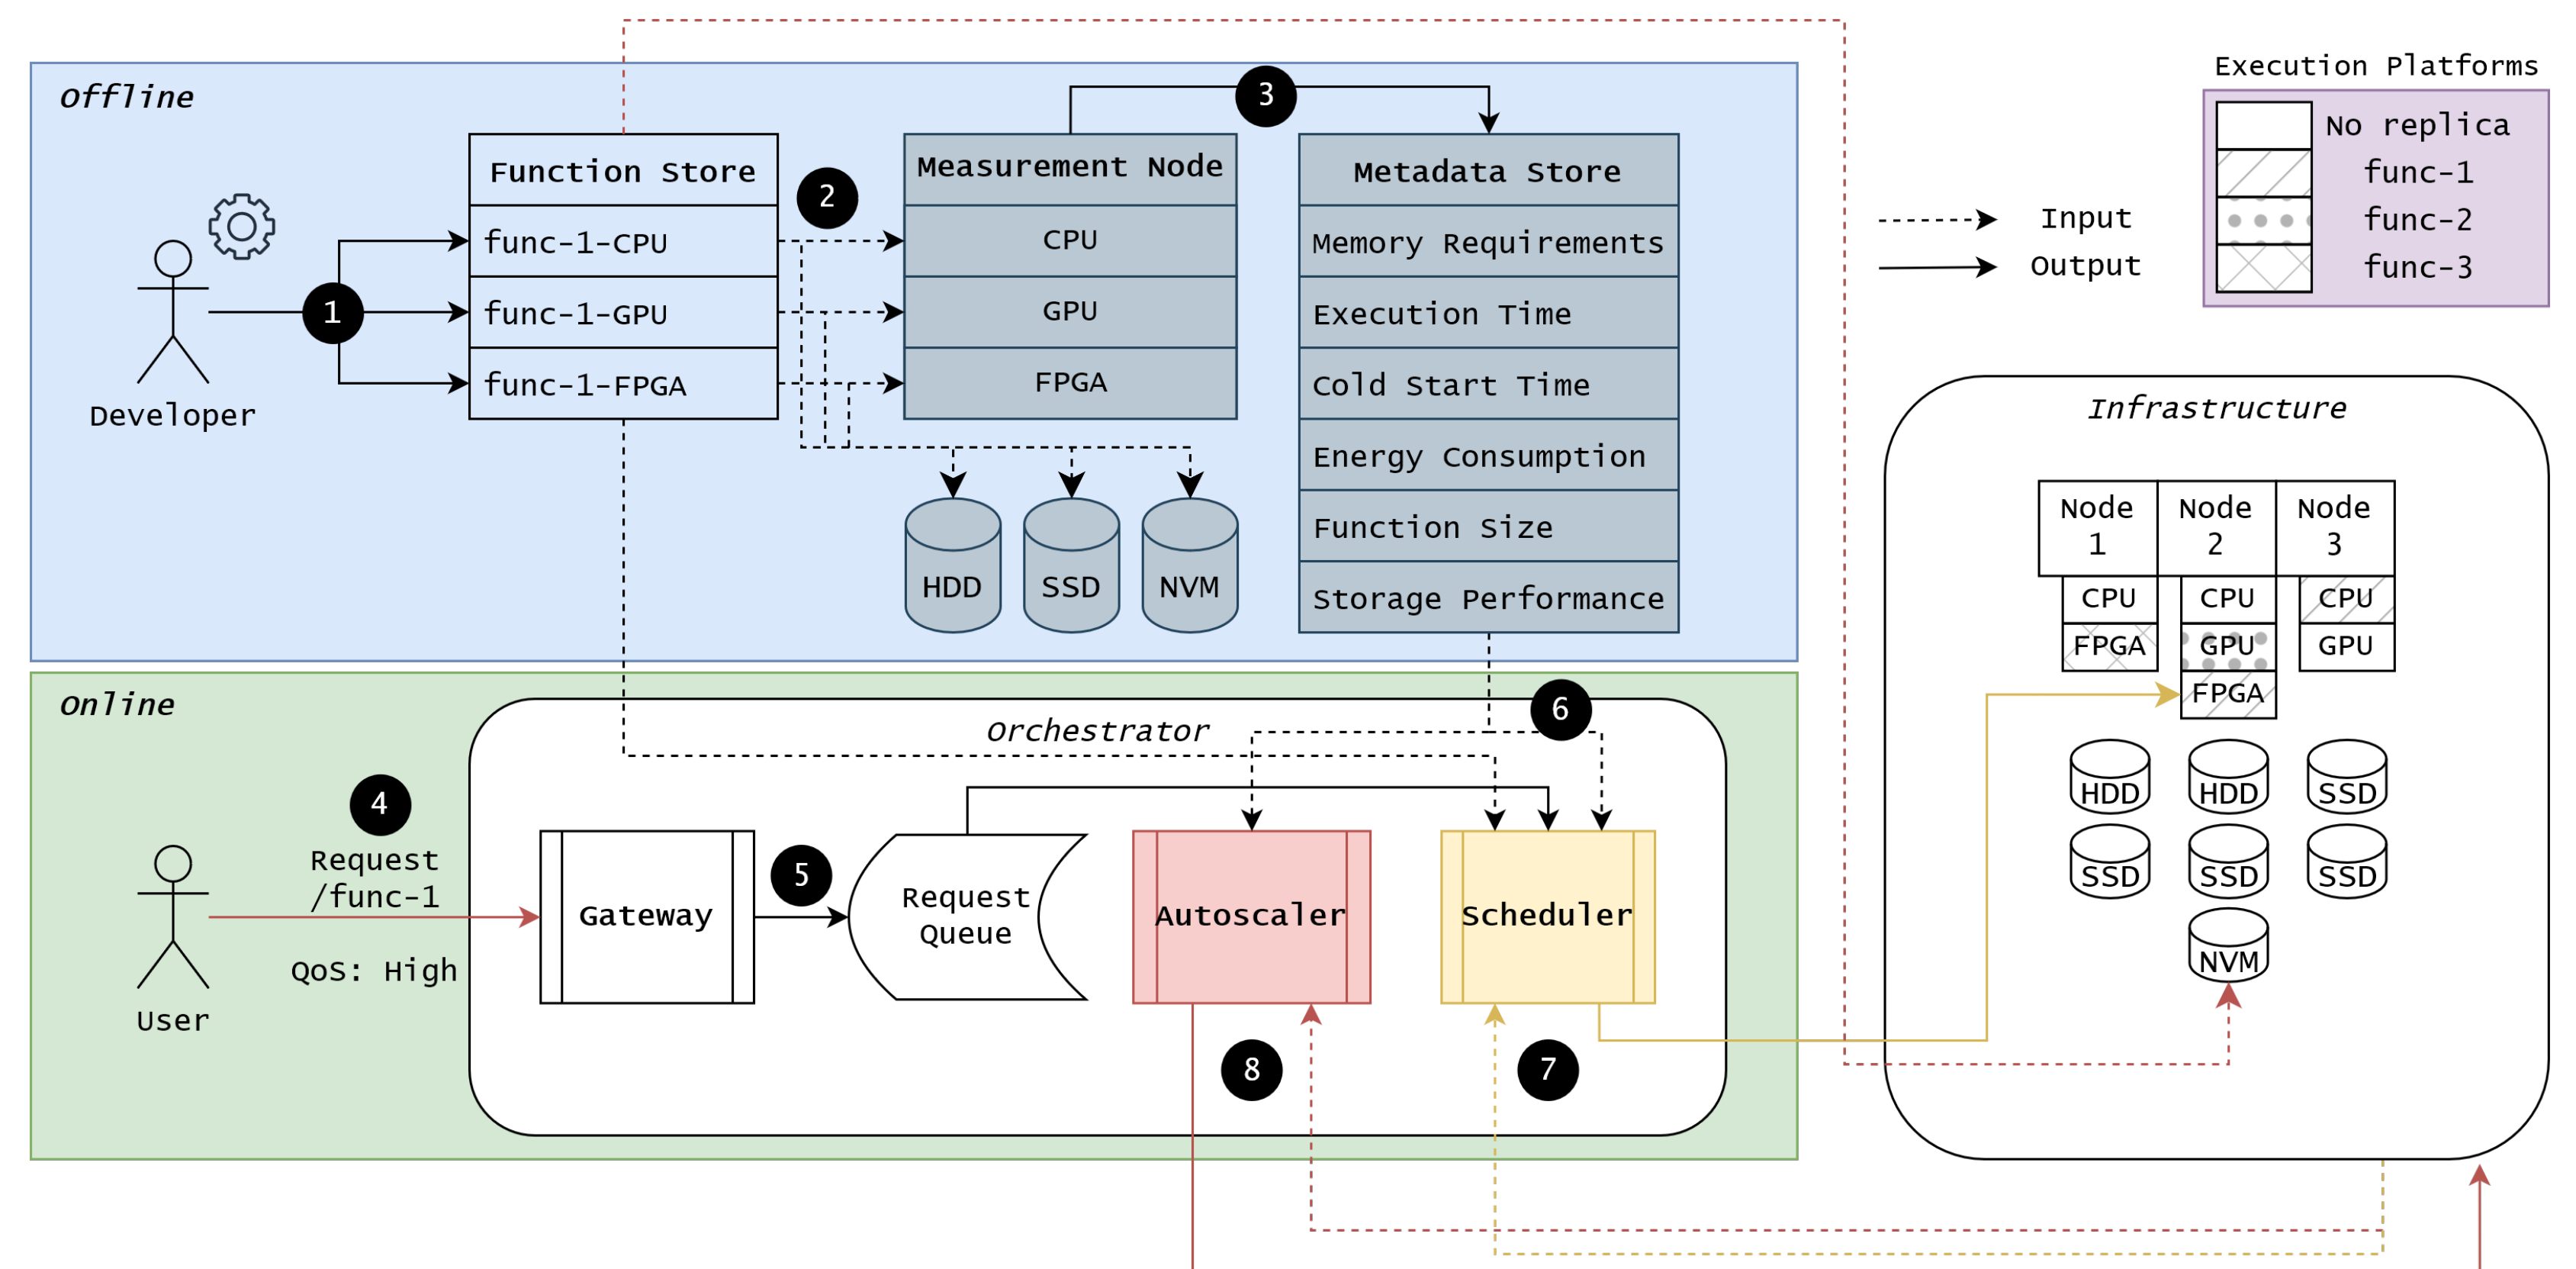 Offline
Developer
1
Function Store
func-1-CPU
func-1-GPU
func-1-FPGA
2
Measurement Node
CPU
GPU
FPGA
HDD
SSD
NVM
3
Metadata Store
Memory Requirements
Execution Time
Cold Start Time
Energy Consumption
Function Size
Storage Performance
Input
Output
Execution Platforms
No replica
func-1
func-2
func-3
Online
User
4
Request
/func-1
QoS: High
Orchestrator
Gateway
5
Request
Queue
6
Autoscaler
Scheduler
8
7
Infrastructure
Node
1
Node
2
Node
3
CPU
CPU
CPU
FPGA
GPU
GPU
FPGA
HDD
HDD
SSD
SSD
SSD
SSD
NVM